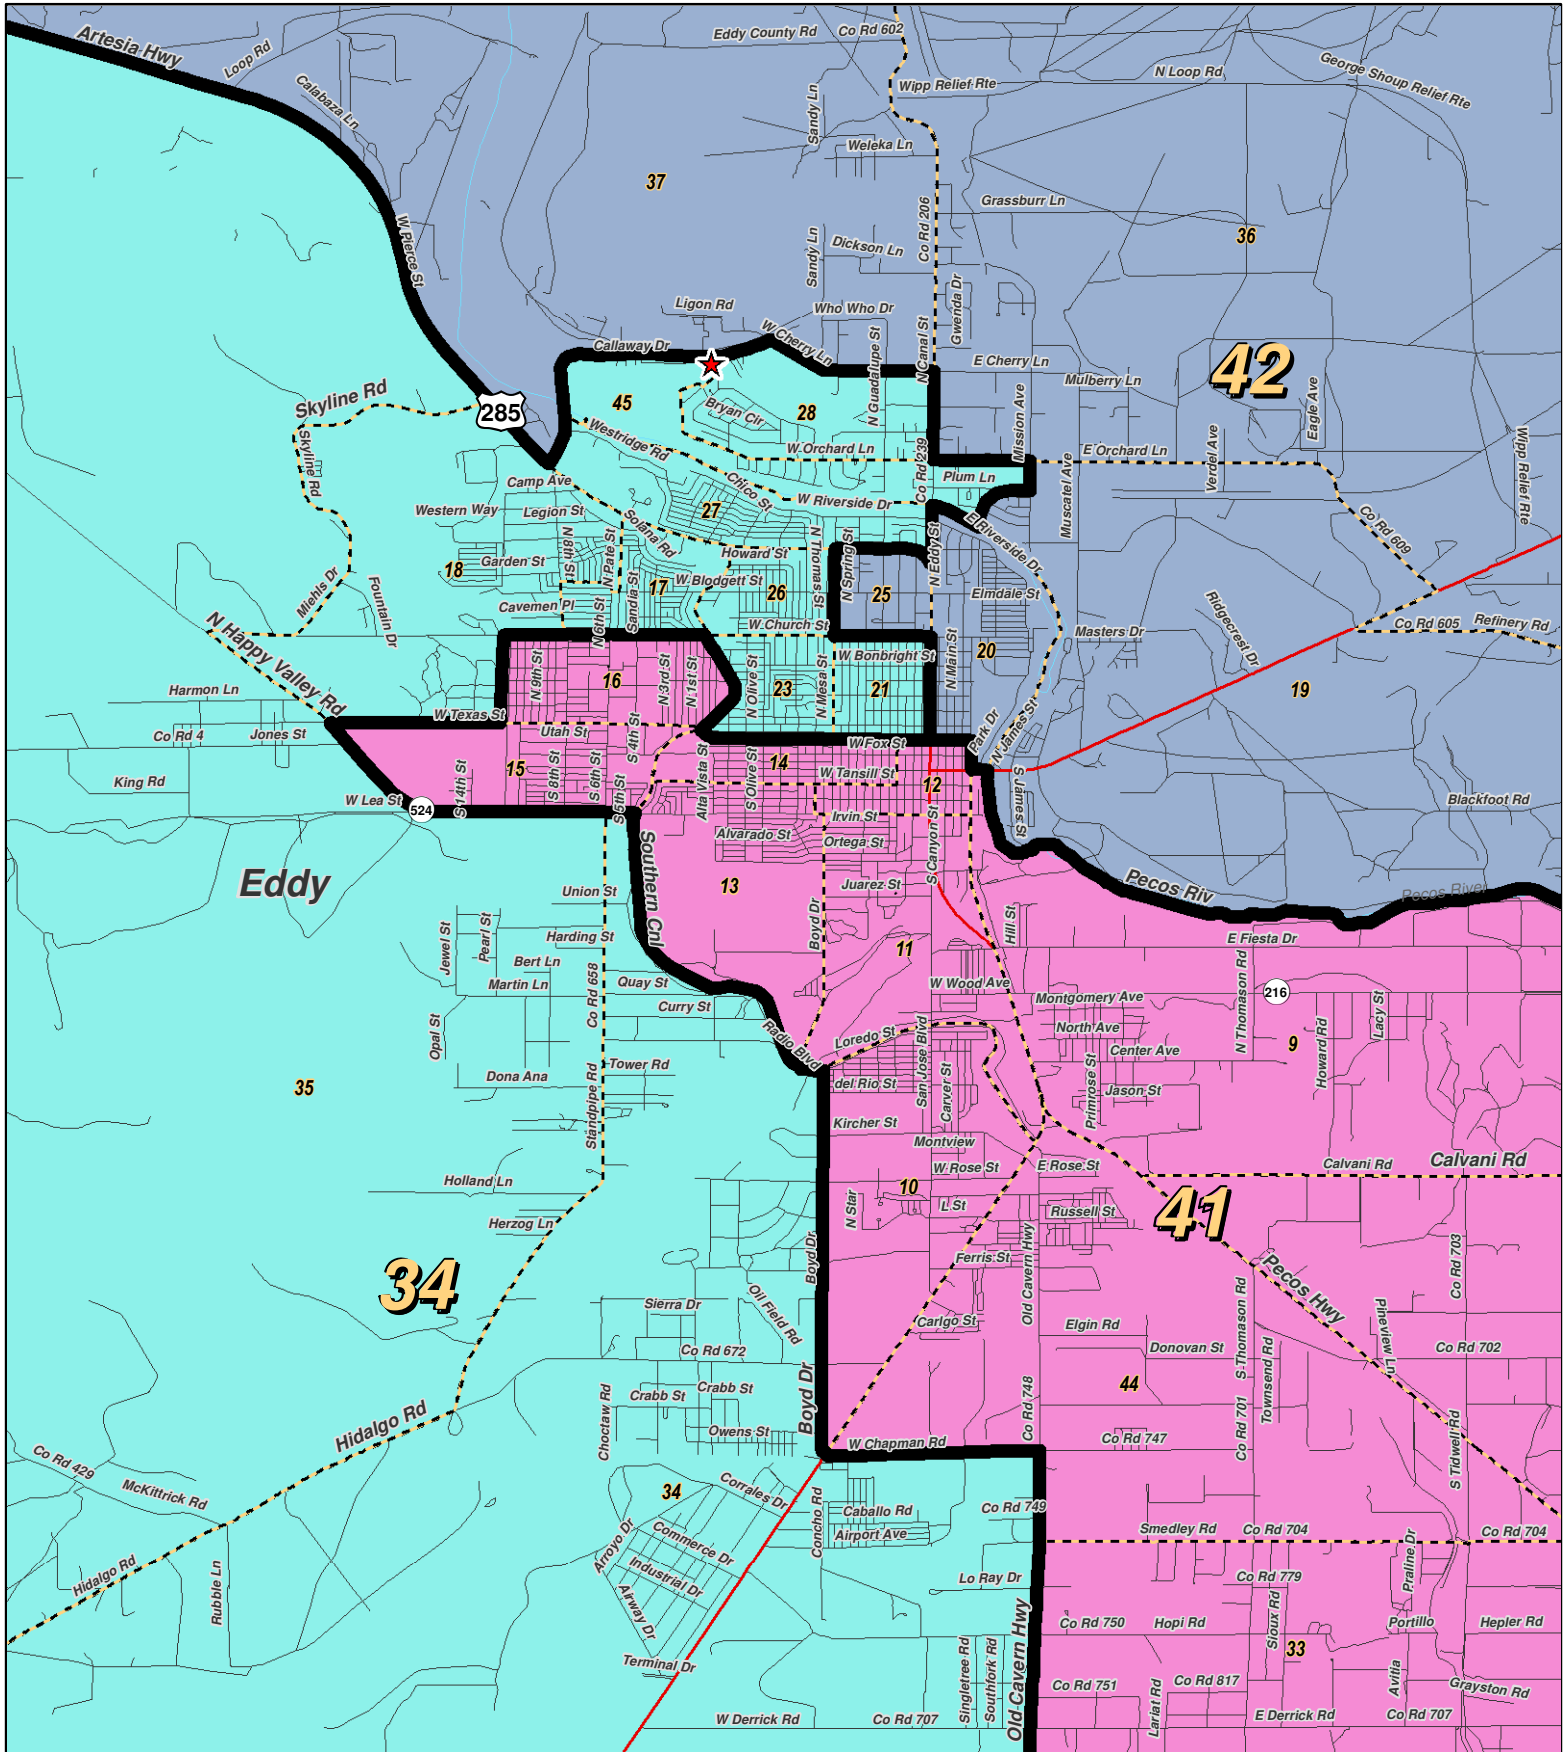 Artesia Hwy
Loop Rd
Calabaza Ln
Eddy County Rd
Co Rd 602
Wipp Relief Rte
N Loop Rd
George Shoup Relief Rte
Sandy Ln
Weleka Ln
37
Grassburr Ln
36
W Pierce St
Sandy Ln
Dickson Ln
Co Rd 206
Ligon Rd
Who Who Dr
Gwenda Dr
Callaway Dr
W Cherry Ln
N Guadalupe St
N Canal St
E Cherry Ln
Mulberry Ln
42
Skyline Rd
285
45
Bryan Cir
28
Mission Ave
Eagle Ave
Skyline Rd
Westridge Rd
W Orchard Ln
Co Rd 239
E Orchard Ln
Verdel Ave
Wipp Relief Rte
Plum Ln
Muscatel Ave
Camp Ave
Chico St
W Riverside Dr
Western Way
Legion St
27
Solana Rd
E Riverside Dr
Co Rd 609
N 8th St
N Pate St
Howard St
N Thomas St
N Spring St
N Eddy St
Garden St
18
Miehls Dr
Fountain Dr
17
W Blodgett St
26
25
Elmdale St
Cavemen Pl
N 6th St
Sandia St
W Church St
N Happy Valley Rd
Ridgecrest Dr
Co Rd 605
Refinery Rd
Masters Dr
N Main St
20
W Bonbright St
16
N 9th St
N 3rd St
N 1st St
N Olive St
23
N Mesa St
21
19
Harmon Ln
W Texas St
Co Rd 4
Jones St
Utah St
S 4th St
W Fox St
Park Dr
N James St
15
S 8th St
S 6th St
Alta Vista St
S Olive St
14
W Tansill St
12
King Rd
W Lea St
524
S 14th St
S 5th St
S James St
Blackfoot Rd
Irvin St
Alvarado St
Ortega St
S Canyon St
Southern Cnl
Eddy
13
Juarez St
Pecos Riv
Pecos River
Union St
Jewel St
Pearl St
Harding St
Boyd Dr
11
Hill St
E Fiesta Dr
Bert Ln
Martin Ln
Co Rd 658
Quay St
W Wood Ave
Montgomery Ave
N Thomason Rd
216
Curry St
Opal St
Radio Blvd
Loredo St
San Jose Blvd
North Ave
Center Ave
9
Howard Rd
Lacy St
35
Dona Ana
Tower Rd
Standpipe Rd
del Rio St
Carver St
Primrose St
Jason St
Kircher St
Montview
W Rose St
E Rose St
Calvani Rd
Calvani Rd
Holland Ln
10
L St
Herzog Ln
N Star
Russell St
41
34
Boyd Dr
Ferris St
Old Cavern Hwy
Pecos Hwy
Co Rd 703
Sierra Dr
Oil Field Rd
Carlgo St
Elgin Rd
S Thomason Rd
Townsend Rd
Pineview Ln
Co Rd 672
Donovan St
Co Rd 702
Crabb St
Crabb St
44
Hidalgo Rd
Choctaw Rd
Owens St
Boyd Dr
W Chapman Rd
Co Rd 748
Co Rd 747
Co Rd 701
S Tidwell Rd
Co Rd 429
McKittrick Rd
34
Corrales Dr
Concho Rd
Caballo Rd
Co Rd 749
Airport Ave
Smedley Rd
Co Rd 704
Co Rd 704
Arroyo Dr
Commerce Dr
Hidalgo Rd
Rubble Ln
Industrial Dr
Airway Dr
Lo Ray Dr
Co Rd 779
Praline Dr
Co Rd 750
Hopi Rd
Sioux Rd
Portillo
Hepler Rd
33
Terminal Dr
Singletree Rd
Southfork Rd
Old Cavern Hwy
Co Rd 751
Lariat Rd
Co Rd 817
Avitia
Grayston Rd
W Derrick Rd
Co Rd 707
E Derrick Rd
Co Rd 707